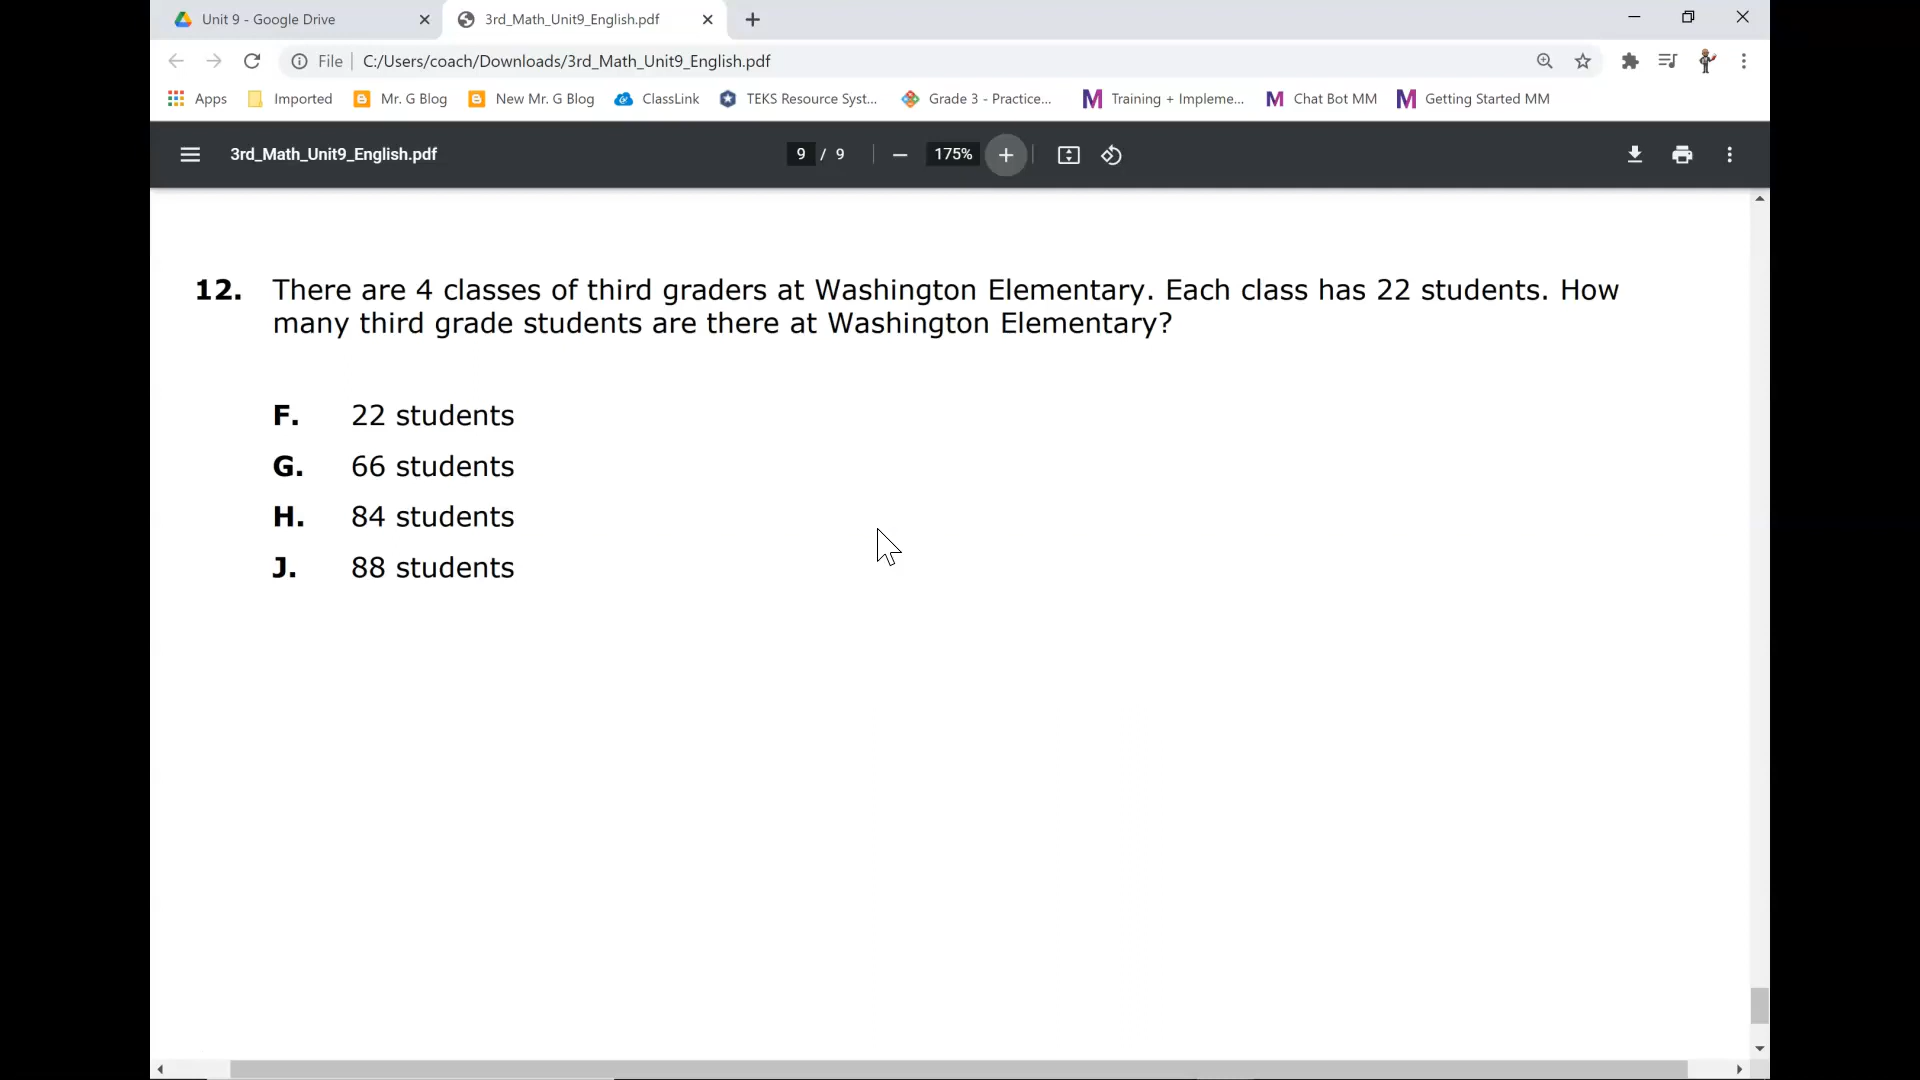 Unit 9 - Google Drive
3rd_Math_Unit9_English.pdf
File C:/Users/coach/Downloads/3rd_Math_Unit9_English.pdf
Apps Imported Mr. G Blog New Mr. G Blog ClassLink TEKS Resource Syst... Grade 3 - Practice... Training + Impleme... Chat Bot MM Getting Started MM
3rd_Math_Unit9_English.pdf 9 / 9 175%
12. There are 4 classes of third graders at Washington Elementary. Each class has 22 students. How
many third grade students are there at Washington Elementary?
F. 22 students
G. 66 students
H. 84 students
J. 88 students